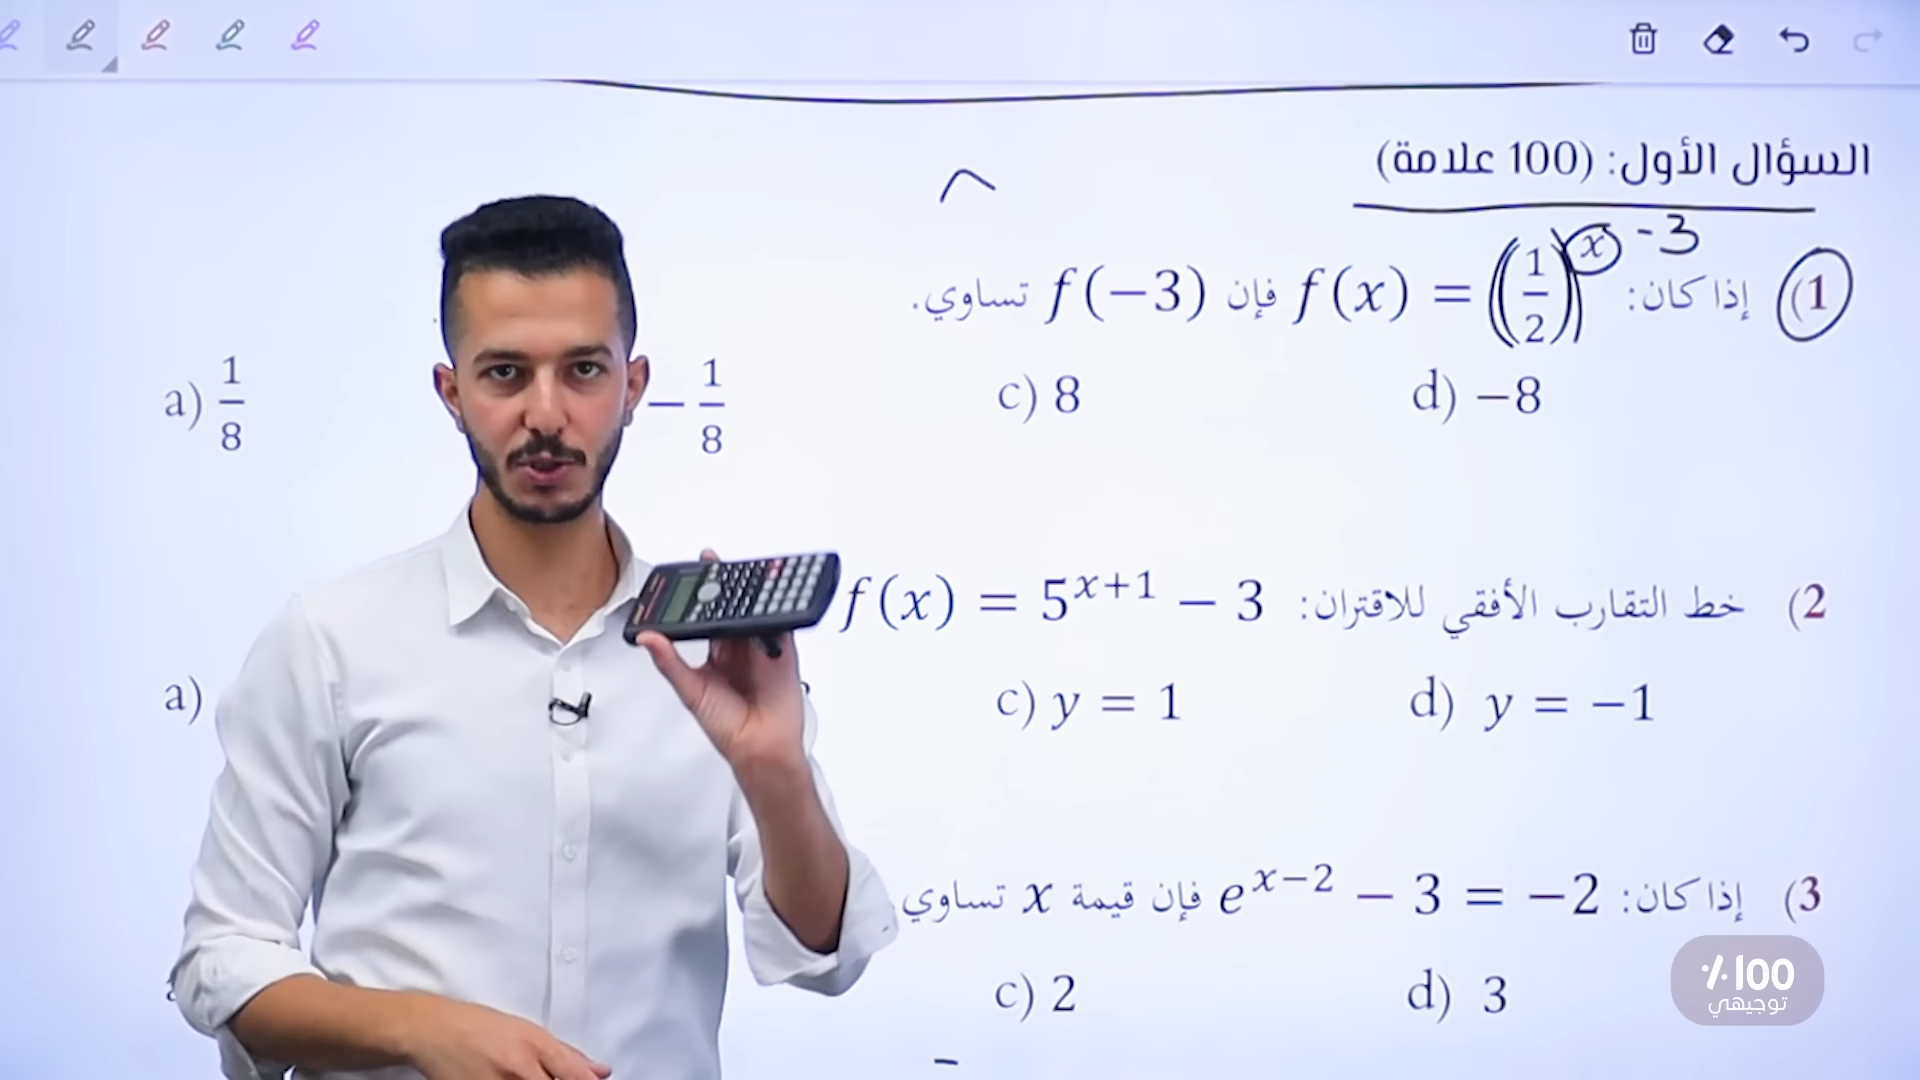 السؤال الأول: (100 علامة)
-3
1) إذا كان: f(x) = (1/2)^x فإن f(−3) تساوي.
a) 1/8 − 1/8 c) 8 d) −8
2) خط التقارب الأفقي للاقتران: f(x) = 5^{x+1} − 3
a) c) y = 1 d) y = −1
3) إذا كان: e^{x−2} − 3 = −2 فإن قيمة x تساوي.
c) 2 d) 3
٪100
توجيهي